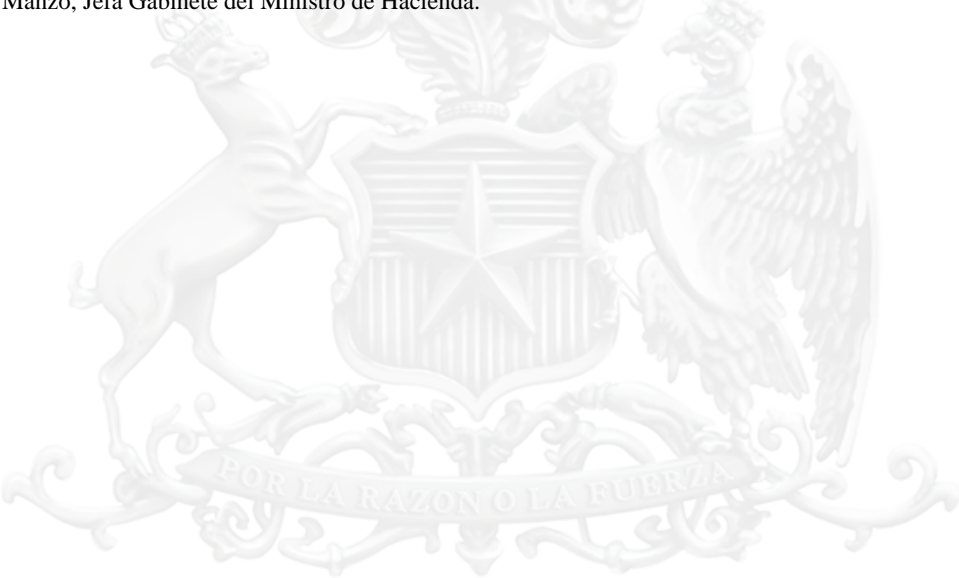 Manzo, Jefa Gabinete del Ministro de Hacienda.
POR LA RAZON O LA FUERZA